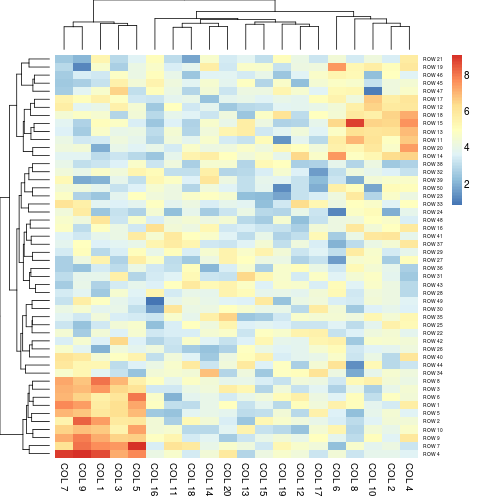 ROW 21
ROW 19
ROW 46
ROW 45
ROW 47
ROW 17
ROW 12
ROW 18
ROW 15
ROW 13
ROW 11
ROW 20
ROW 14
ROW 38
ROW 32
ROW 39
ROW 50
ROW 23
ROW 33
ROW 24
ROW 48
ROW 16
ROW 41
ROW 37
ROW 29
ROW 27
ROW 36
ROW 31
ROW 43
ROW 28
ROW 49
ROW 30
ROW 35
ROW 25
ROW 22
ROW 42
ROW 26
ROW 40
ROW 44
ROW 34
ROW 8
ROW 3
ROW 6
ROW 1
ROW 5
ROW 2
ROW 10
ROW 9
ROW 7
ROW 4
8
6
4
2
COL 7
COL 9
COL 1
COL 3
COL 5
COL 16
COL 11
COL 18
COL 14
COL 20
COL 13
COL 15
COL 19
COL 12
COL 17
COL 6
COL 8
COL 10
COL 2
COL 4